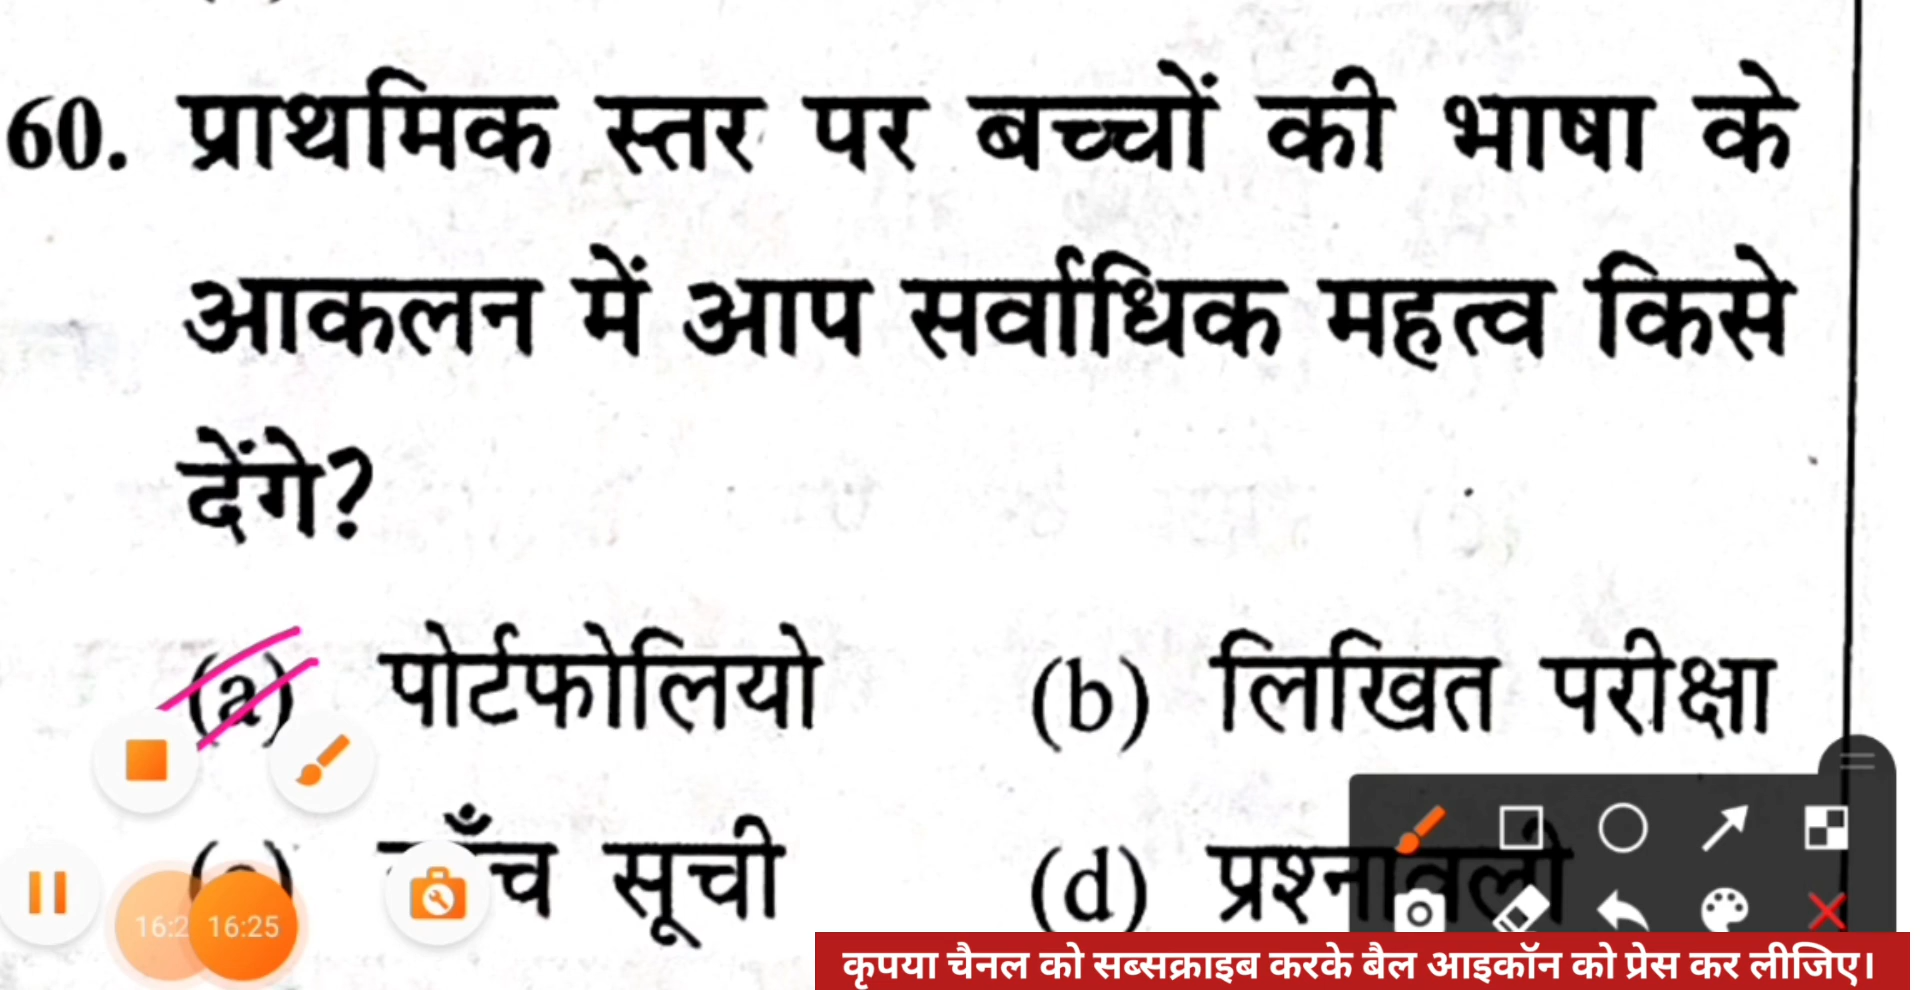 60. प्राथमिक स्तर पर बच्चों की भाषा के
आकलन में आप सर्वाधिक महत्व किसे
देंगे?
(a) पोर्टफोलियो (b) लिखित परीक्षा
सूची (d) प्रश्नावली
16:25
कृपया चैनल को सब्सक्राइब करके बैल आइकॉन को प्रेस कर लीजिए।